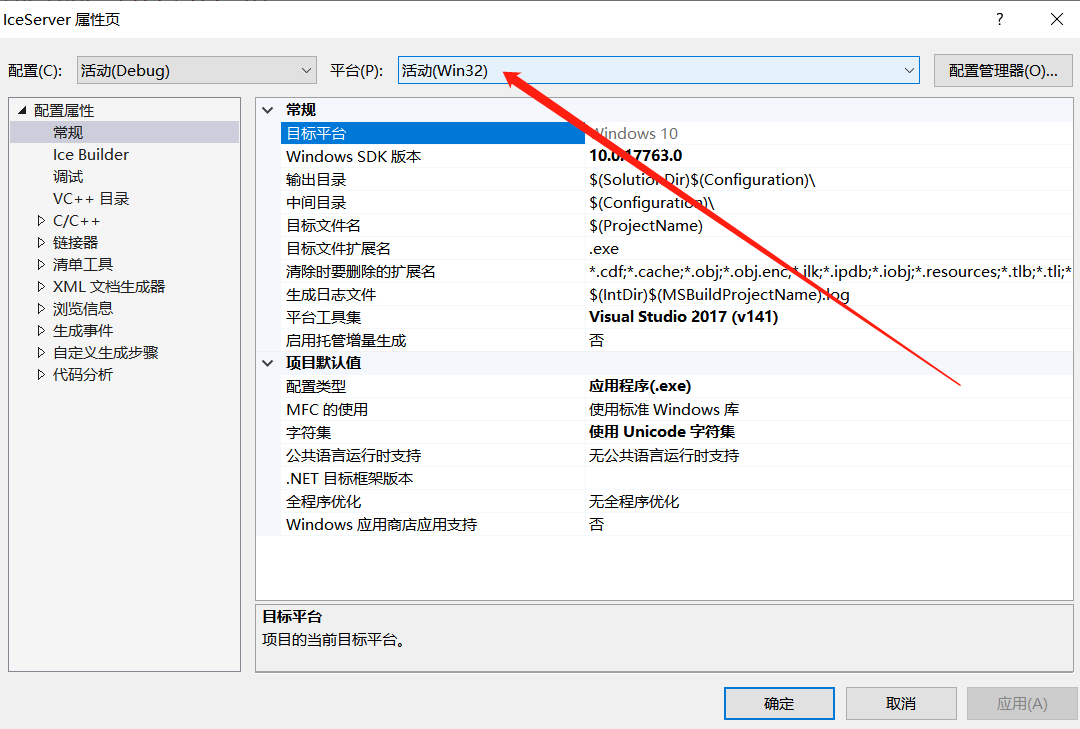 IceServer 属性页 ?
配置(C): 活动(Debug) 平台(P): 活动(Win32) 配置管理器(O)...
配置属性
常规
Ice Builder
调试
VC++ 目录
C/C++
链接器
清单工具
XML 文档生成器
浏览信息
生成事件
自定义生成步骤
代码分析
常规
目标平台 Windows 10
Windows SDK 版本 10.0.17763.0
输出目录 $(SolutionDir)$(Configuration)\
中间目录 $(Configuration)\
目标文件名 $(ProjectName)
目标文件扩展名 .exe
清除时要删除的扩展名 *.cdf;*.cache;*.obj;*.obj.enc;*.ilk;*.ipdb;*.iobj;*.resources;*.tlb;*.tli;*
生成日志文件 $(IntDir)$(MSBuildProjectName).log
平台工具集 Visual Studio 2017 (v141)
启用托管增量生成 否
项目默认值
配置类型 应用程序(.exe)
MFC 的使用 使用标准 Windows 库
字符集 使用 Unicode 字符集
公共语言运行时支持 无公共语言运行时支持
.NET 目标框架版本
全程序优化 无全程序优化
Windows 应用商店应用支持 否
目标平台
项目的当前目标平台。
确定 取消 应用(A)